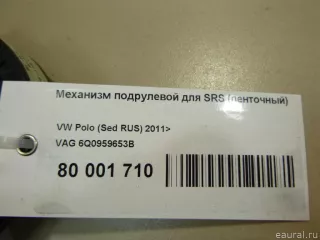 Механизм подрулевой для SRS (ленточный)
VW Polo (Sed RUS) 2011>
VAG 6Q0959653B
80 001 710
eaural.ru